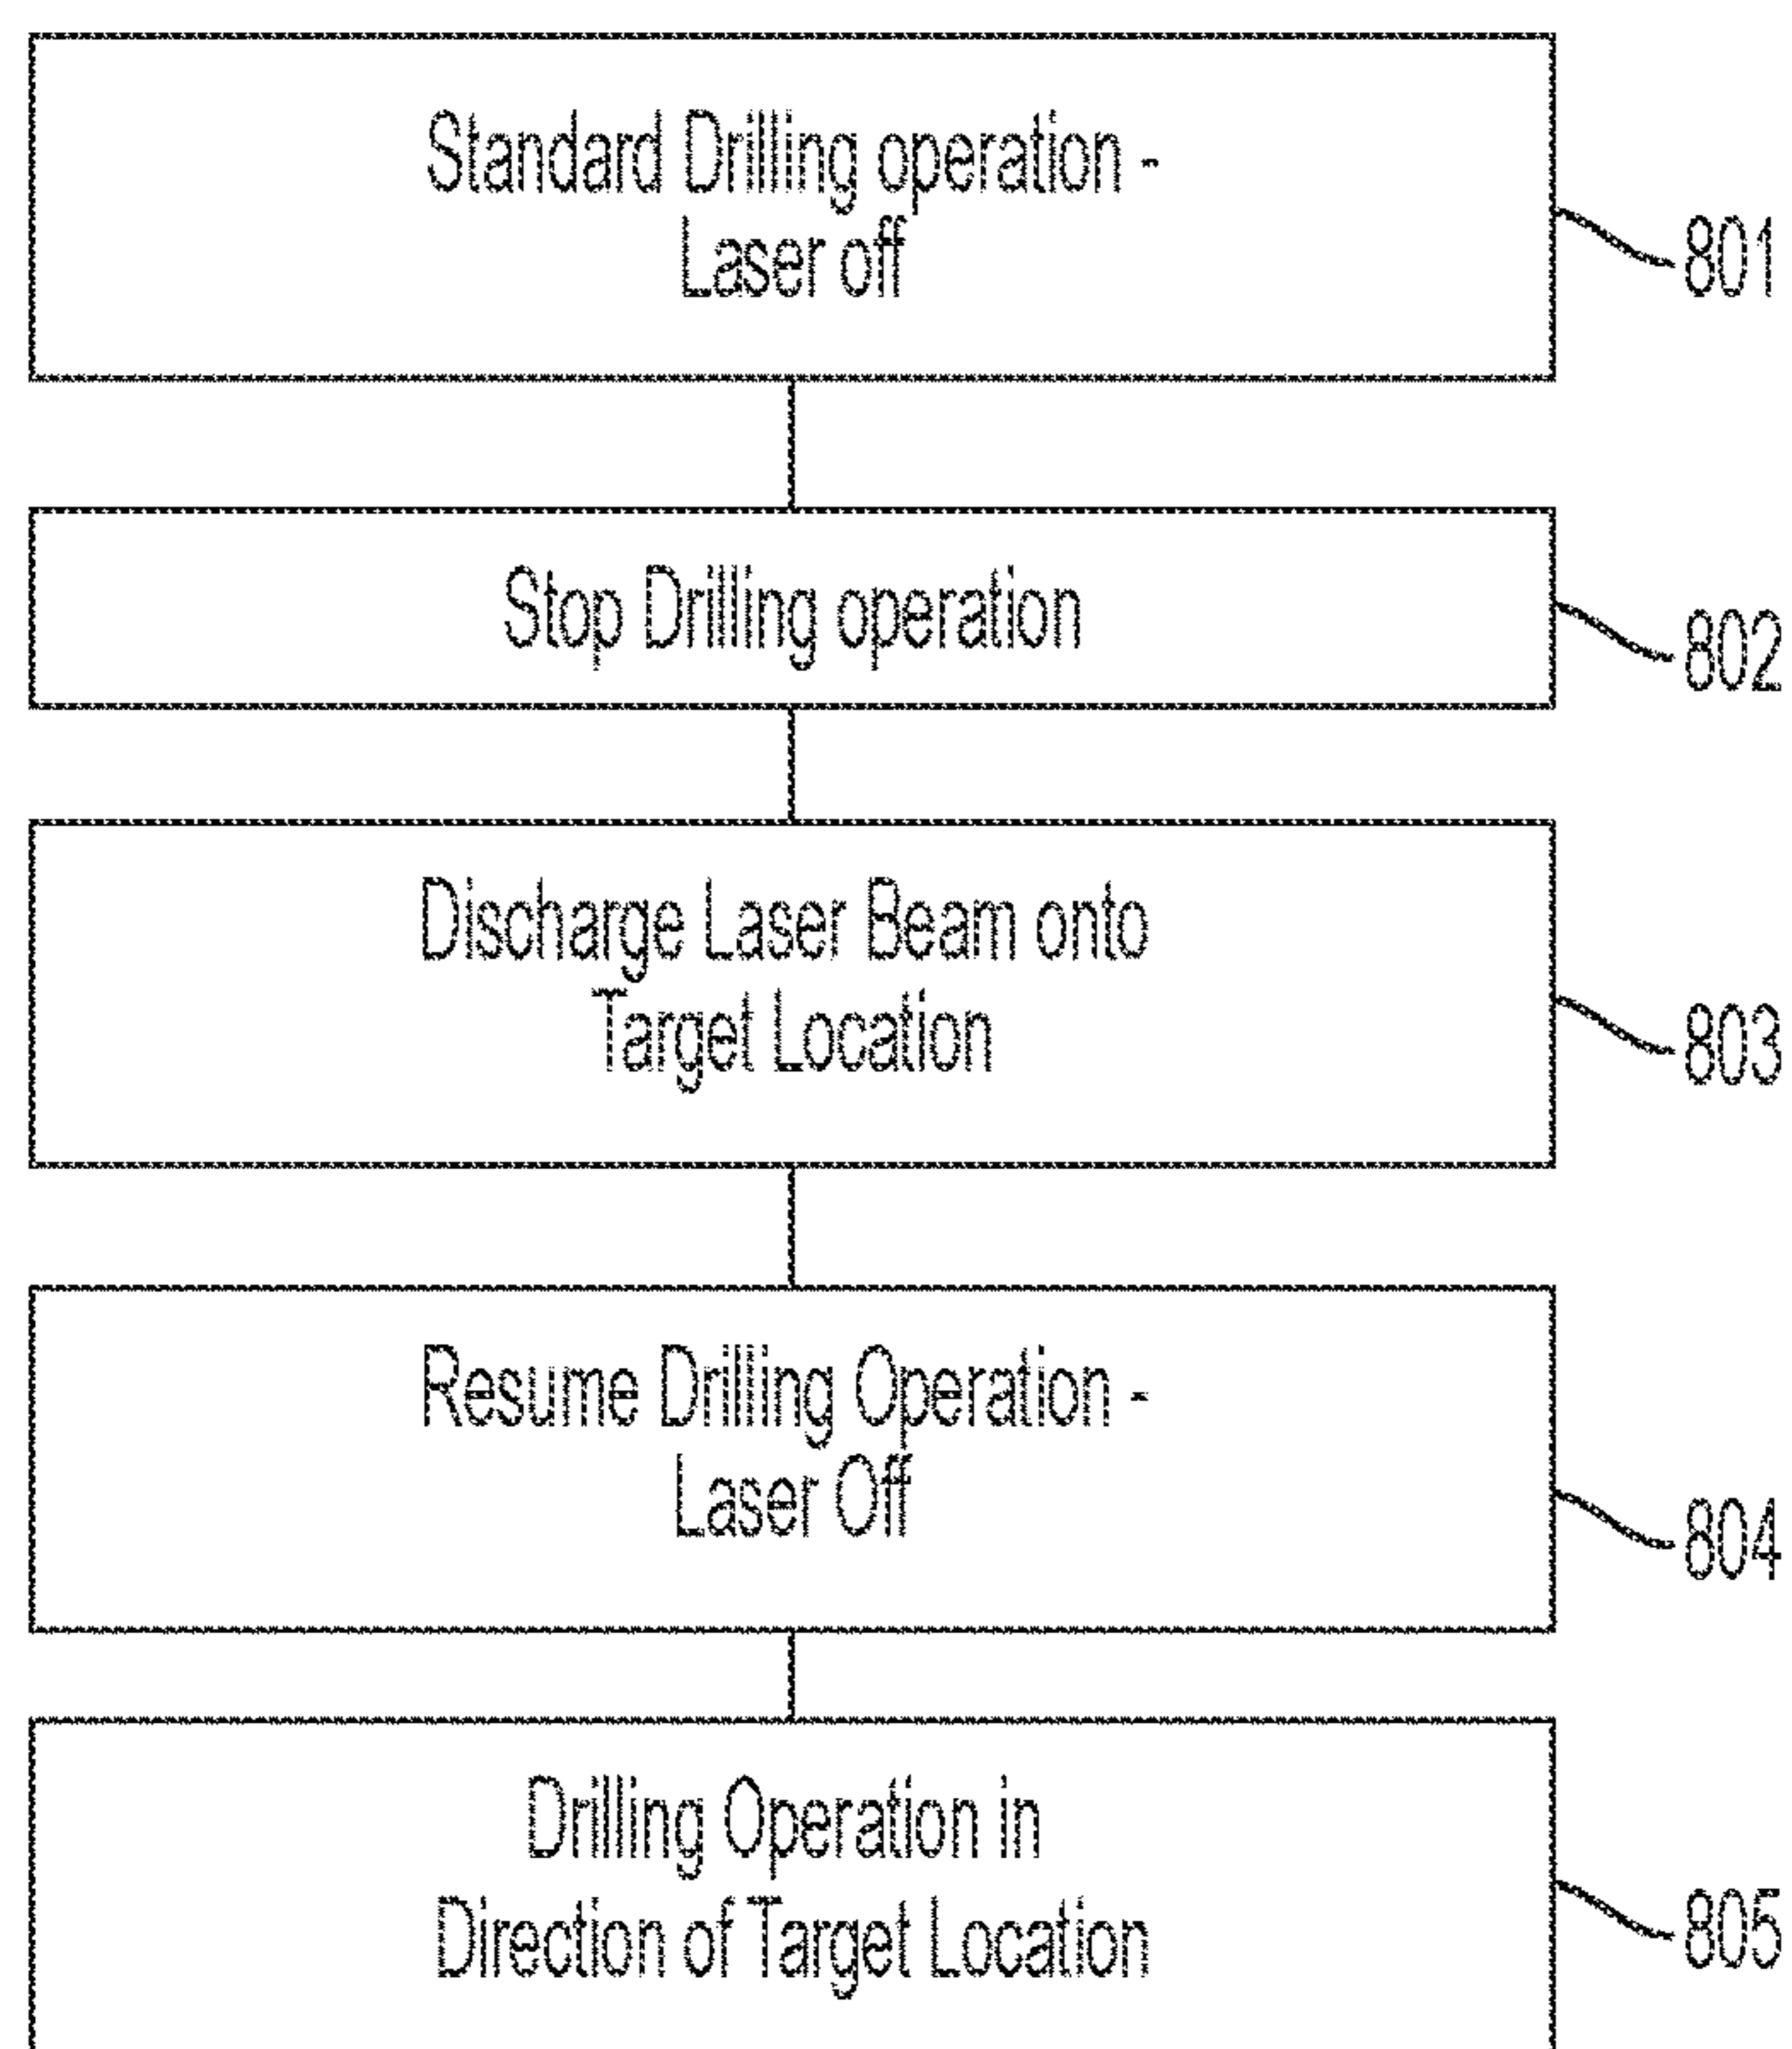 Standard Drilling operation -
Laser off
801
Stop Drilling operation
802
Discharge Laser Beam onto
Target Location
803
Resume Drilling Operation -
Laser Off
804
Drilling Operation in
Direction of Target Location
805